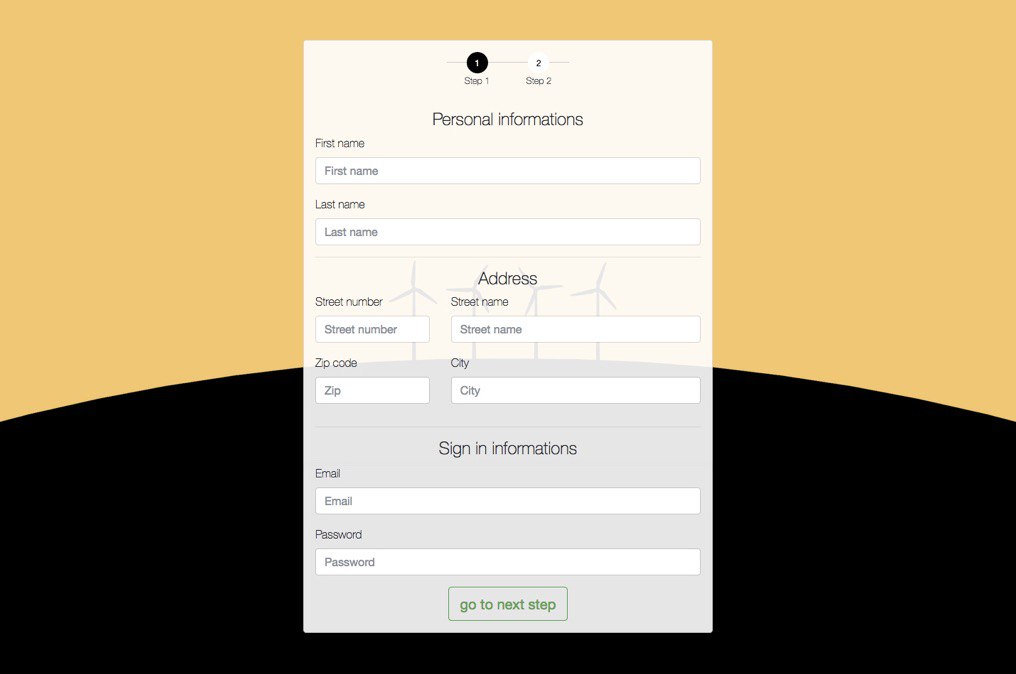 1 2
Step 1 Step 2
Personal informations
First name
First name
Last name
Last name
Address
Street number Street name
Street number Street name
Zip code City
Zip City
Sign in informations
Email
Email
Password
Password
go to next step